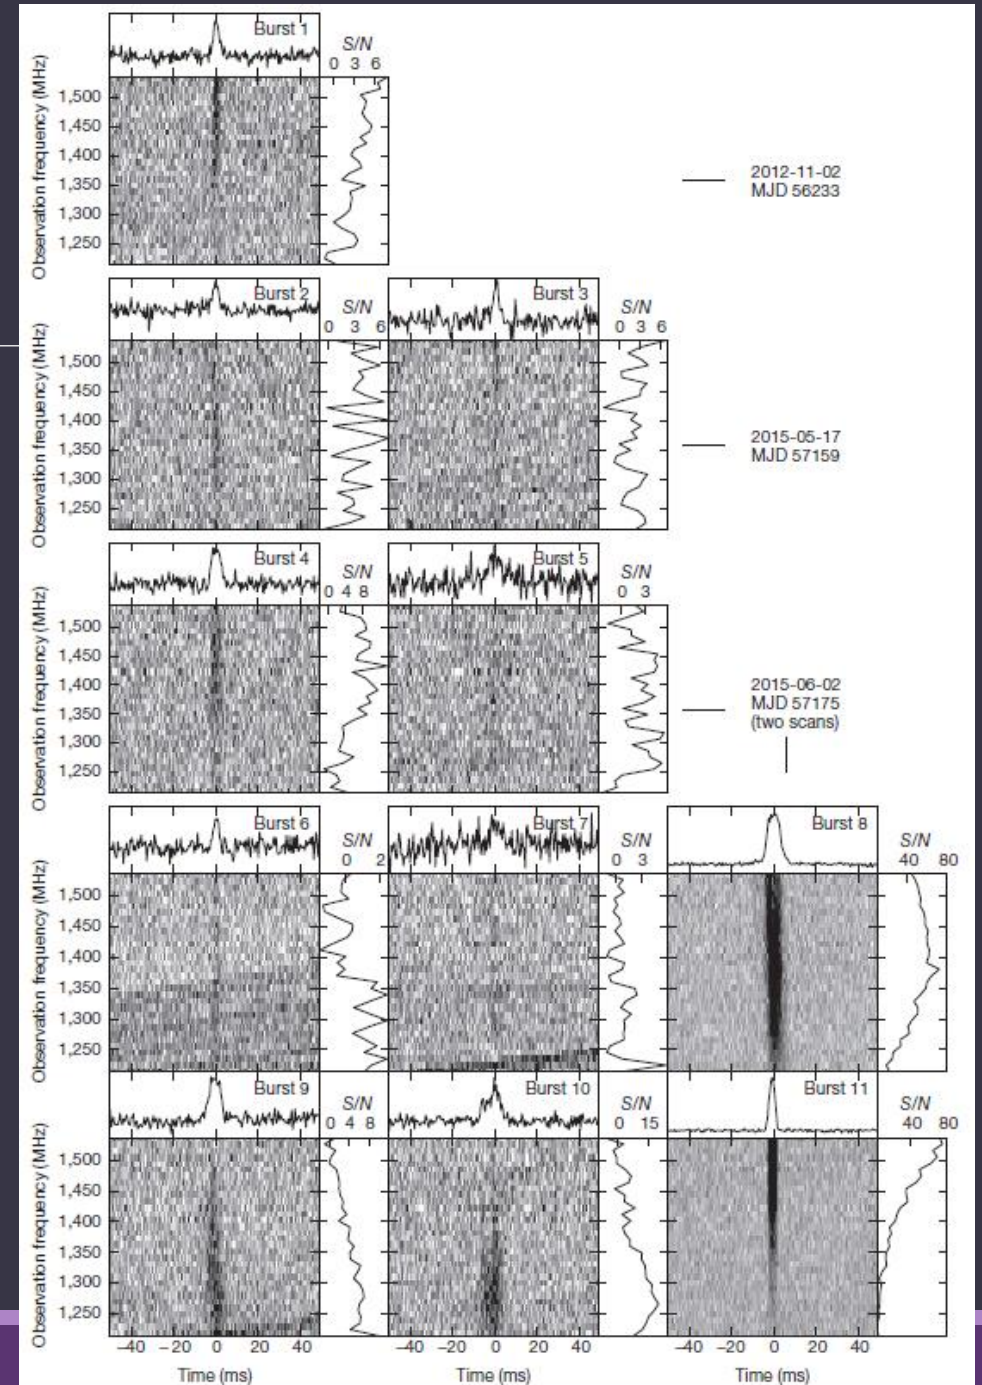 Burst 1
S/N
0 3 6
Observation frequency (MHz)
1,500
1,450
1,400
1,350
1,300
1,250
2012-11-02
MJD 56233
Burst 2
S/N
0 3 6
Burst 3
S/N
0 3 6
Observation frequency (MHz)
1,500
1,450
1,400
1,350
1,300
1,250
2015-05-17
MJD 57159
Burst 4
S/N
0 4 8
Burst 5
S/N
0 3
Observation frequency (MHz)
1,500
1,450
1,400
1,350
1,300
1,250
2015-06-02
MJD 57175
(two scans)
Burst 6
S/N
0 2
Burst 7
S/N
0 3
Burst 8
S/N
40 80
Observation frequency (MHz)
1,500
1,450
1,400
1,350
1,300
1,250
Burst 9
S/N
0 4 8
Burst 10
S/N
0 15
Burst 11
S/N
40 80
Observation frequency (MHz)
1,500
1,450
1,400
1,350
1,300
1,250
–40 –20 0 20 40
–40 –20 0 20 40
–40 –20 0 20 40
Time (ms)
Time (ms)
Time (ms)